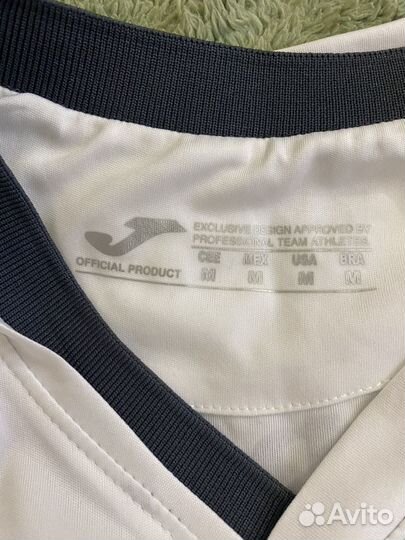 EXCLUSIVE DESIGN APPROVED BY
PROFESSIONAL TEAM ATHLETES.
OFFICIAL PRODUCT
CEE MEX USA BRA
M M M M
Avito